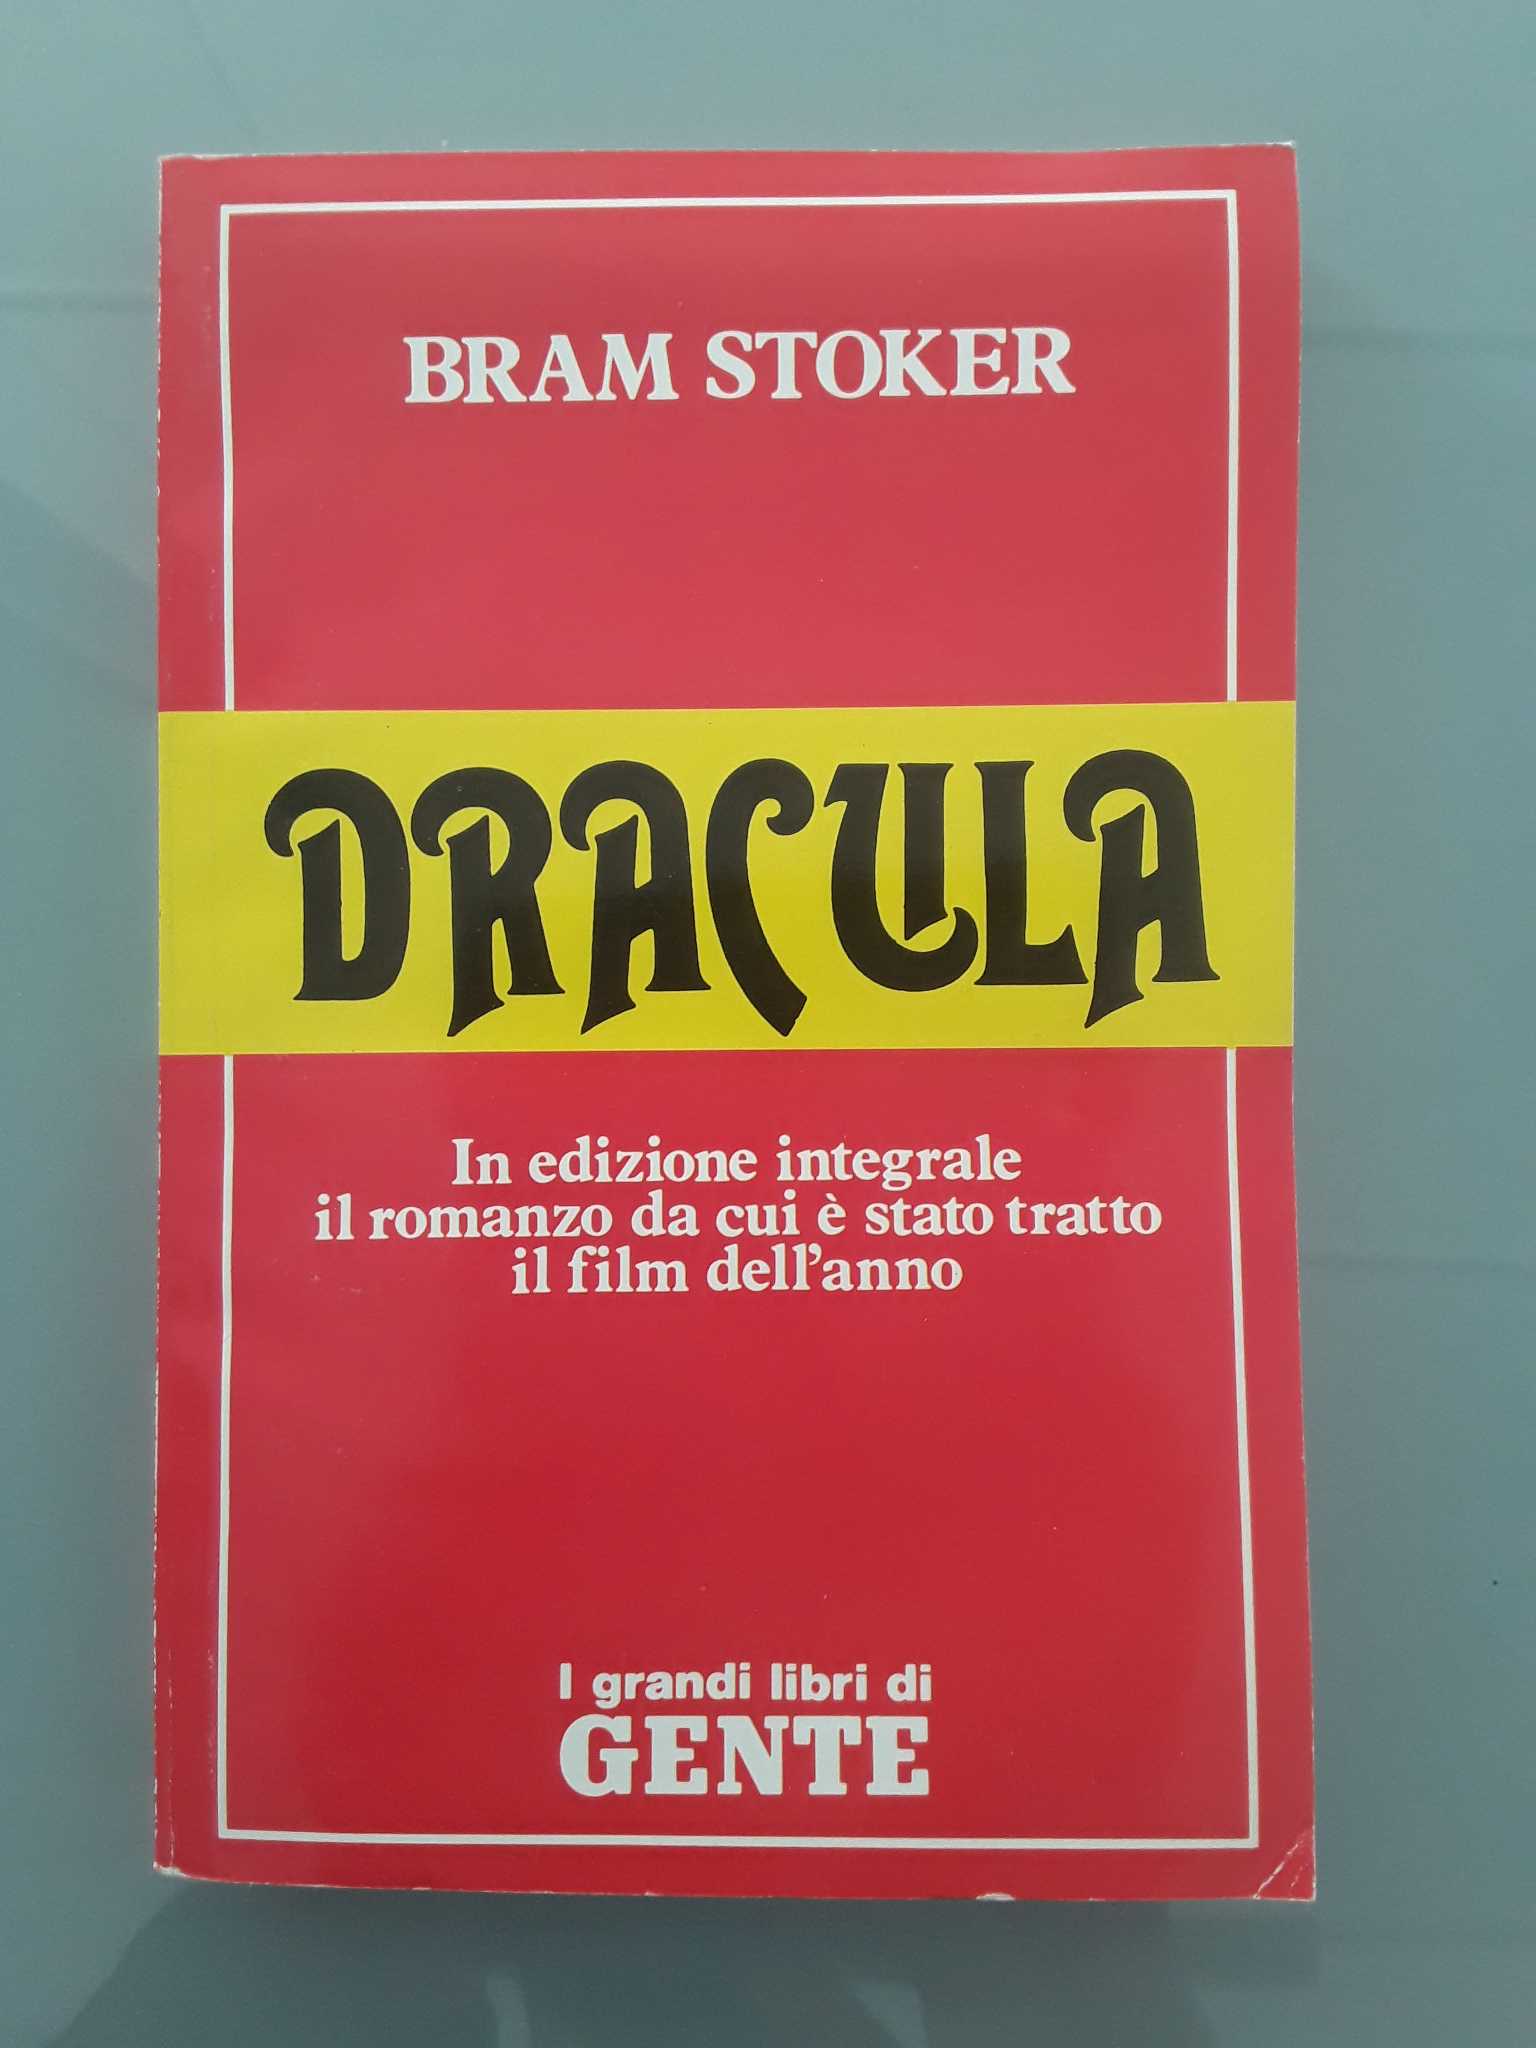 BRAM STOKER
DRACULA
In edizione integrale
il romanzo da cui è stato tratto
il film dell'anno
I grandi libri di
GENTE